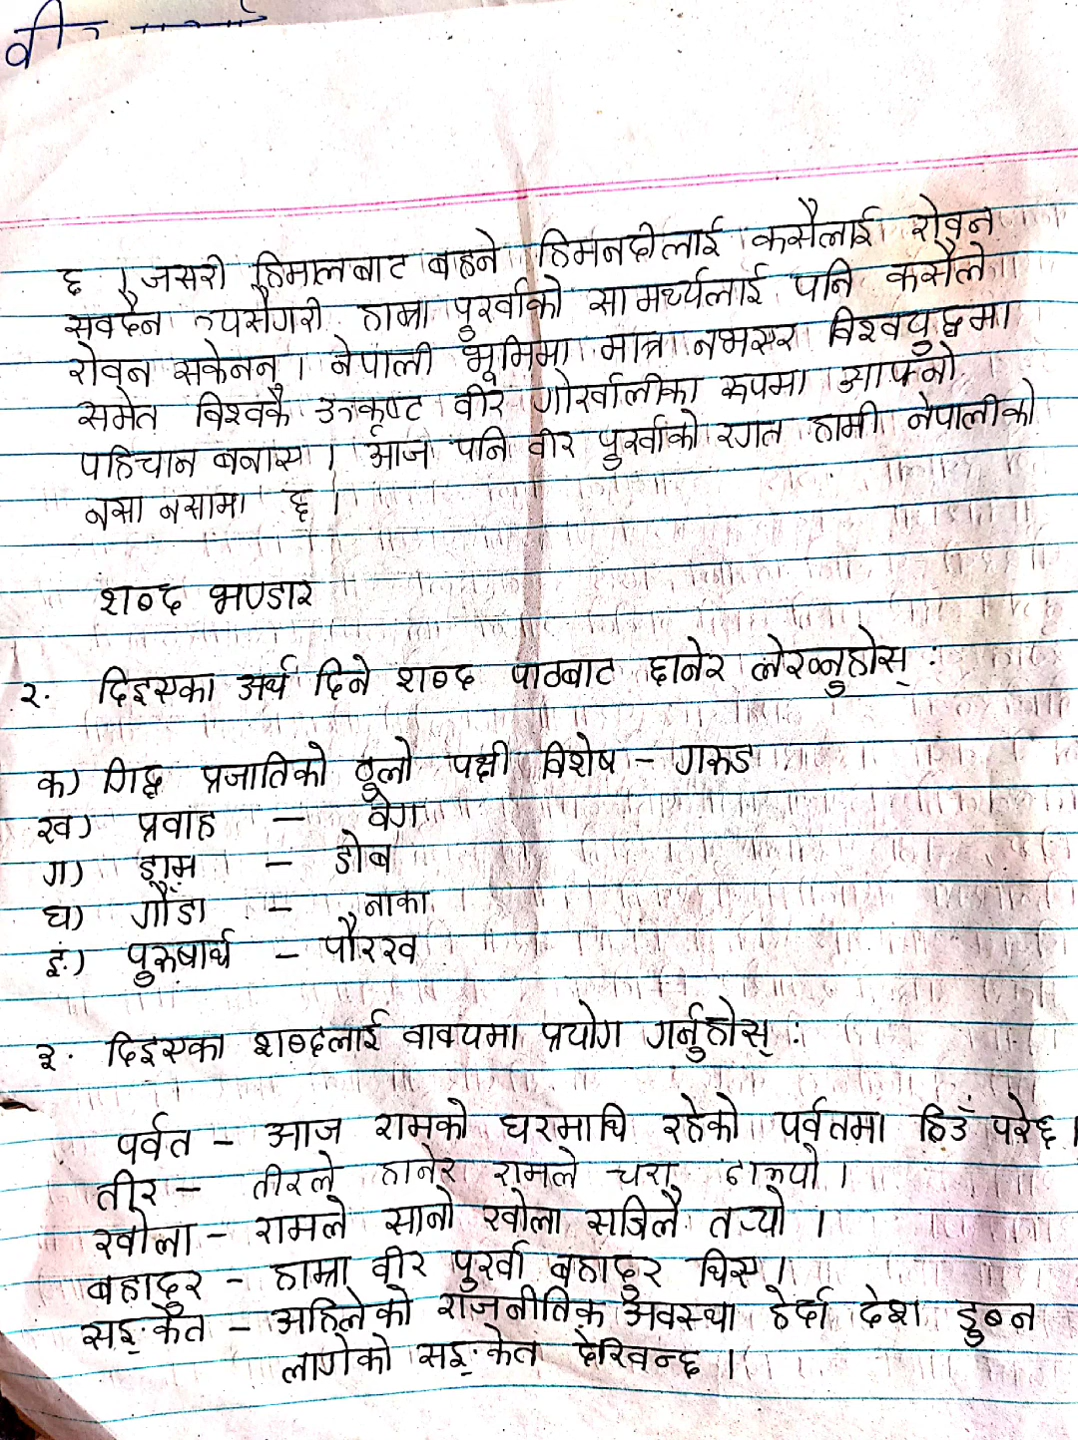 छ । जसरी हिमालबाट बहने हिमनदीलाई कसैलाई रोक्न
सक्दैन त्यसैगरी हाम्रा पुर्खाको सामर्थ्यलाई पनि कसैले
रोक्न सकेनन् । नेपाली भूमिमा मात्र नभएर विश्वयुद्धमा
समेत विश्वकै उत्कृष्ट वीर गोर्खालीका रूपमा आफ्नो
पहिचान बनाए । आज पनि वीर पुर्खाको रगत हामी नेपालीको
नसा नसामा छ ।
शब्द भण्डार
२. दिइएका अर्थ दिने शब्द पाठबाट छानेर लेख्नुहोस् :
क) गिद्ध प्रजातिको ठूलो पक्षी विशेष – गरुड
ख) प्रवाह – वेग
ग) डाम – डोब
घ) गौंडा – नाका
ङ) पुरुषार्थ – पौरख
३. दिइएका शब्दलाई वाक्यमा प्रयोग गर्नुहोस् :
पर्वत – आज रामको घरमाथि रहेको पर्वतमा हिउँ परेछ ।
तीर – तीरले हानेर रामले चरा ढाल्यो ।
खोला – रामले सानो खोला सजिलै तर्‍यो ।
बहादुर – हाम्रा वीर पुर्खा बहादुर थिए ।
सङ्केत – अहिलेको राजनीतिक अवस्था हेर्दा देश डुब्न
लागेको सङ्केत देखिन्छ ।